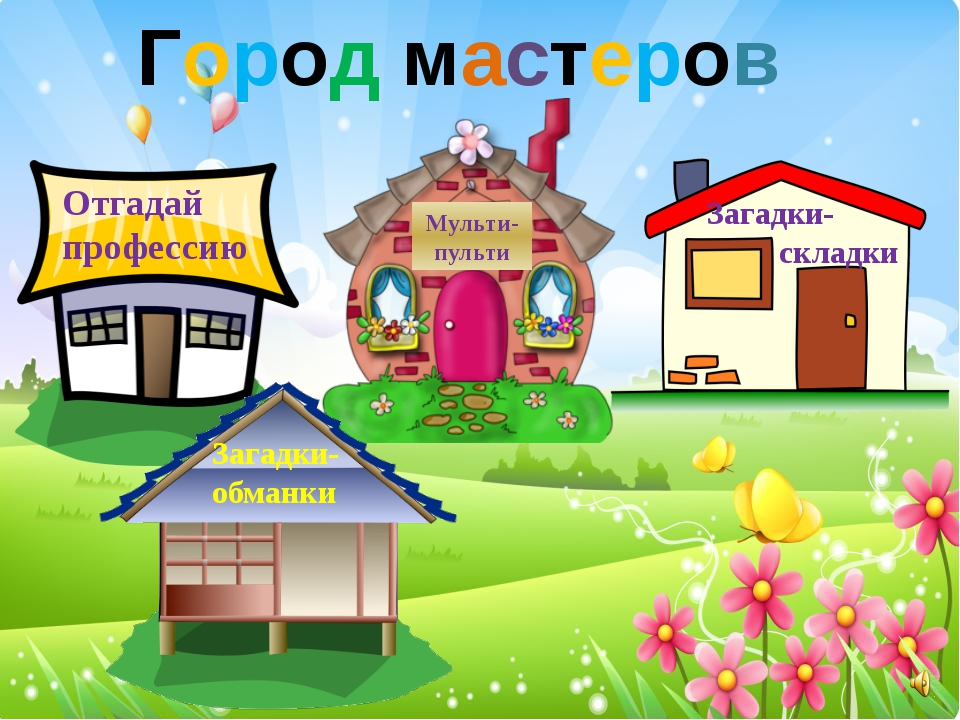 Город мастеров
Отгадай
профессию
Мульти-
пульти
Загадки-
складки
Загадки-
обманки